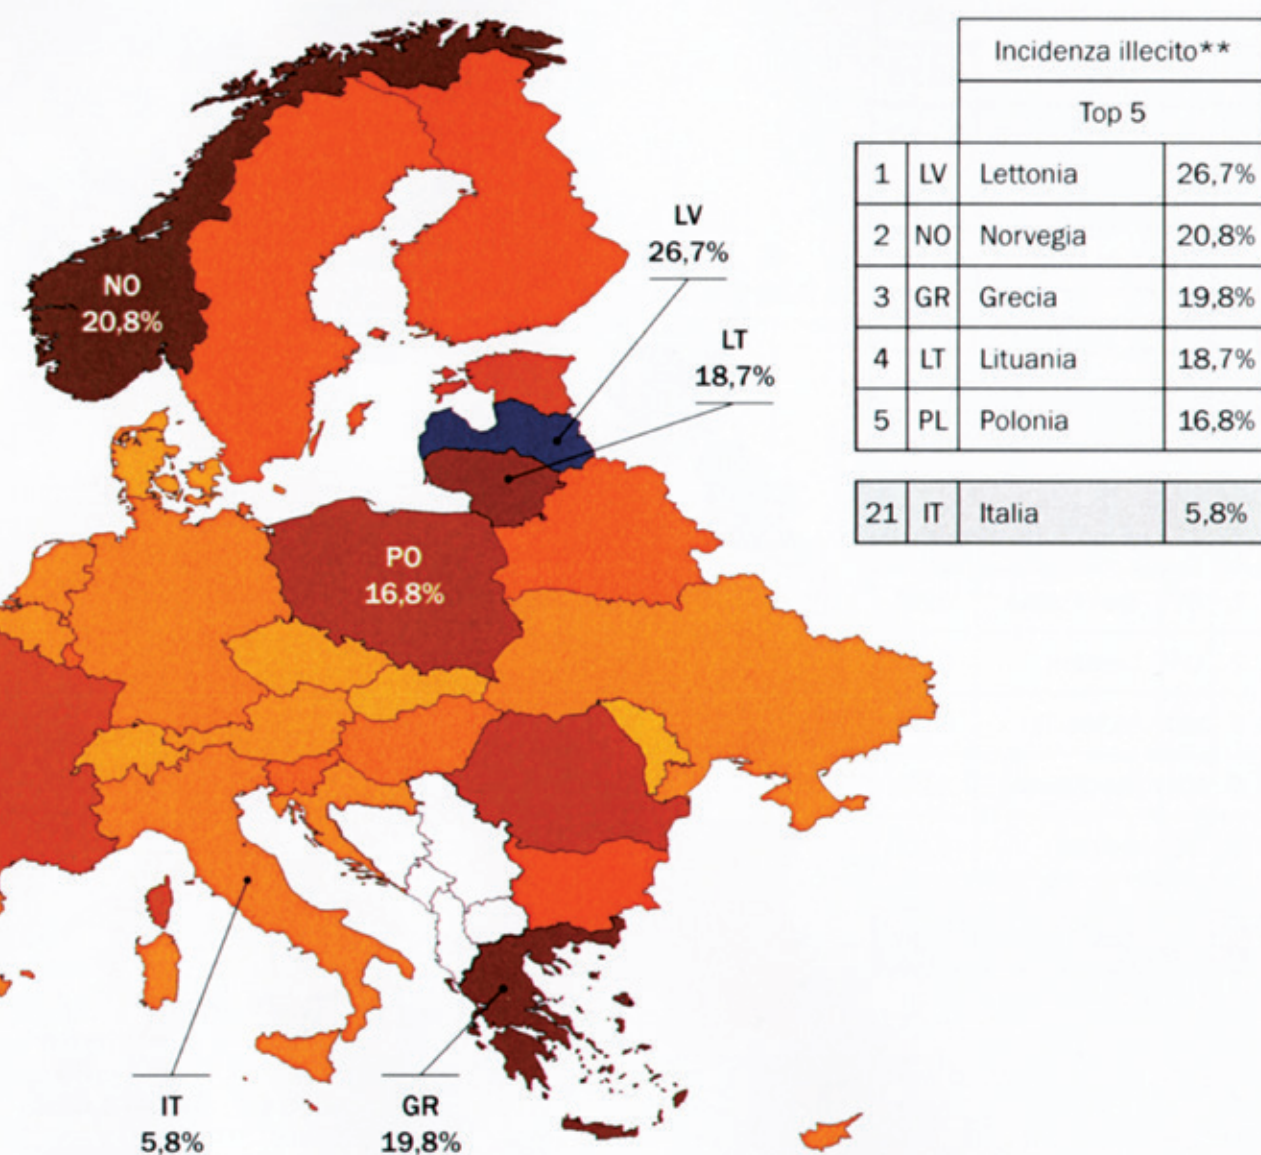 Incidenza illecito**
Top 5
1 LV Lettonia 26,7%
2 NO Norvegia 20,8%
3 GR Grecia 19,8%
4 LT Lituania 18,7%
5 PL Polonia 16,8%
21 IT Italia 5,8%
LV
26,7%
NO
20,8%
LT
18,7%
PO
16,8%
IT
5,8%
GR
19,8%